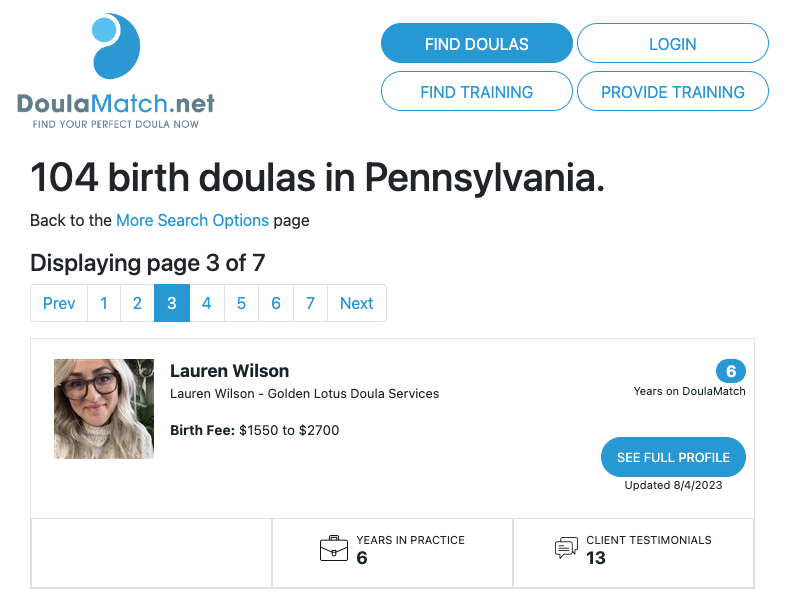 FIND DOULAS
LOGIN
FIND TRAINING
PROVIDE TRAINING
DoulaMatch.net
FIND YOUR PERFECT DOULA NOW
104 birth doulas in Pennsylvania.
Back to the More Search Options page
Displaying page 3 of 7
Prev 1 2 3 4 5 6 7 Next
Lauren Wilson
Lauren Wilson - Golden Lotus Doula Services
Birth Fee: $1550 to $2700
6
Years on DoulaMatch
SEE FULL PROFILE
Updated 8/4/2023
YEARS IN PRACTICE
6
CLIENT TESTIMONIALS
13